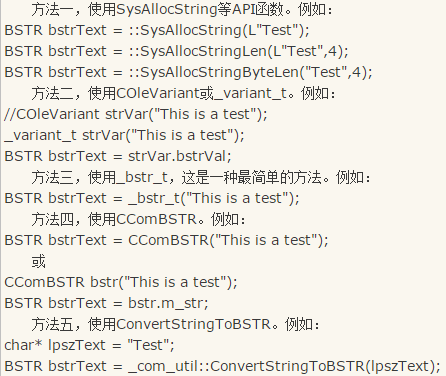 方法一，使用SysAllocString等API函数。例如：
BSTR bstrText = ::SysAllocString(L"Test");
BSTR bstrText = ::SysAllocStringLen(L"Test",4);
BSTR bstrText = ::SysAllocStringByteLen("Test",4);
方法二，使用COleVariant或_variant_t。例如：
//COleVariant strVar("This is a test");
_variant_t strVar("This is a test");
BSTR bstrText = strVar.bstrVal;
方法三，使用_bstr_t，这是一种最简单的方法。例如：
BSTR bstrText = _bstr_t("This is a test");
方法四，使用CComBSTR。例如：
BSTR bstrText = CComBSTR("This is a test");
或
CComBSTR bstr("This is a test");
BSTR bstrText = bstr.m_str;
方法五，使用ConvertStringToBSTR。例如：
char* lpszText = "Test";
BSTR bstrText = _com_util::ConvertStringToBSTR(lpszText);